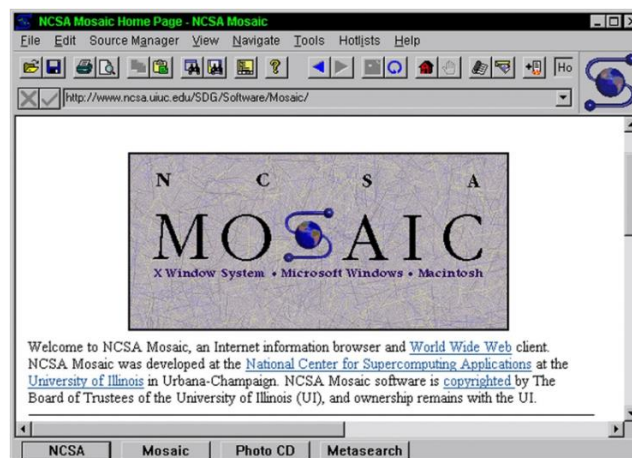 NCSA Mosaic Home Page - NCSA Mosaic
File Edit Source Manager View Navigate Tools Hotlists Help
Ho
http://www.ncsa.uiuc.edu/SDG/Software/Mosaic/
N C S A
MOSAIC
X Window System • Microsoft Windows • Macintosh
Welcome to NCSA Mosaic, an Internet information browser and World Wide Web client.
NCSA Mosaic was developed at the National Center for Supercomputing Applications at the
University of Illinois in Urbana-Champaign. NCSA Mosaic software is copyrighted by The
Board of Trustees of the University of Illinois (UI), and ownership remains with the UI.
NCSA Mosaic Photo CD Metasearch